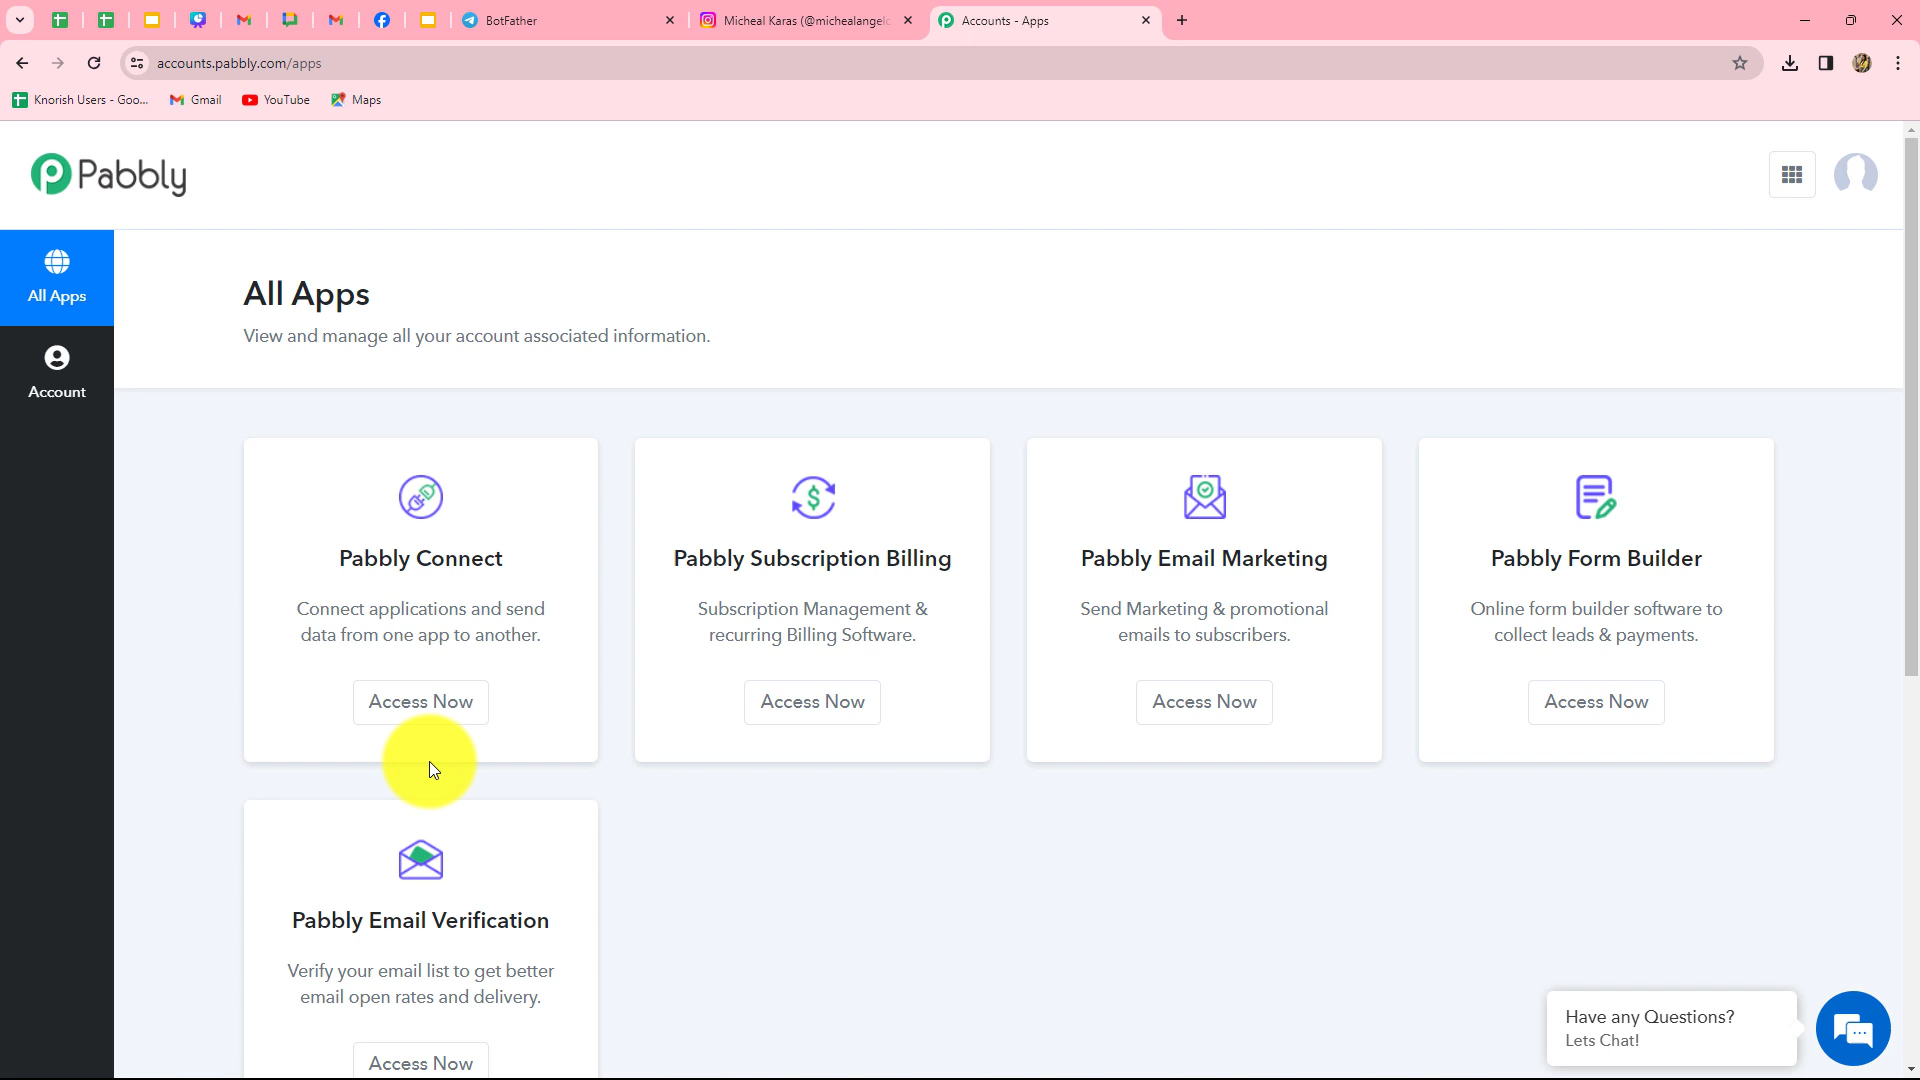 BotFather
Micheal Karas (@michealangelo
Accounts - Apps
accounts.pabbly.com/apps
Knorish Users - Goo...
Gmail
YouTube
Maps
Pabbly
All Apps
Account
All Apps
View and manage all your account associated information.
Pabbly Connect
Connect applications and send
data from one app to another.
Access Now
Pabbly Subscription Billing
Subscription Management &
recurring Billing Software.
Access Now
Pabbly Email Marketing
Send Marketing & promotional
emails to subscribers.
Access Now
Pabbly Form Builder
Online form builder software to
collect leads & payments.
Access Now
Pabbly Email Verification
Verify your email list to get better
email open rates and delivery.
Access Now
Have any Questions?
Lets Chat!